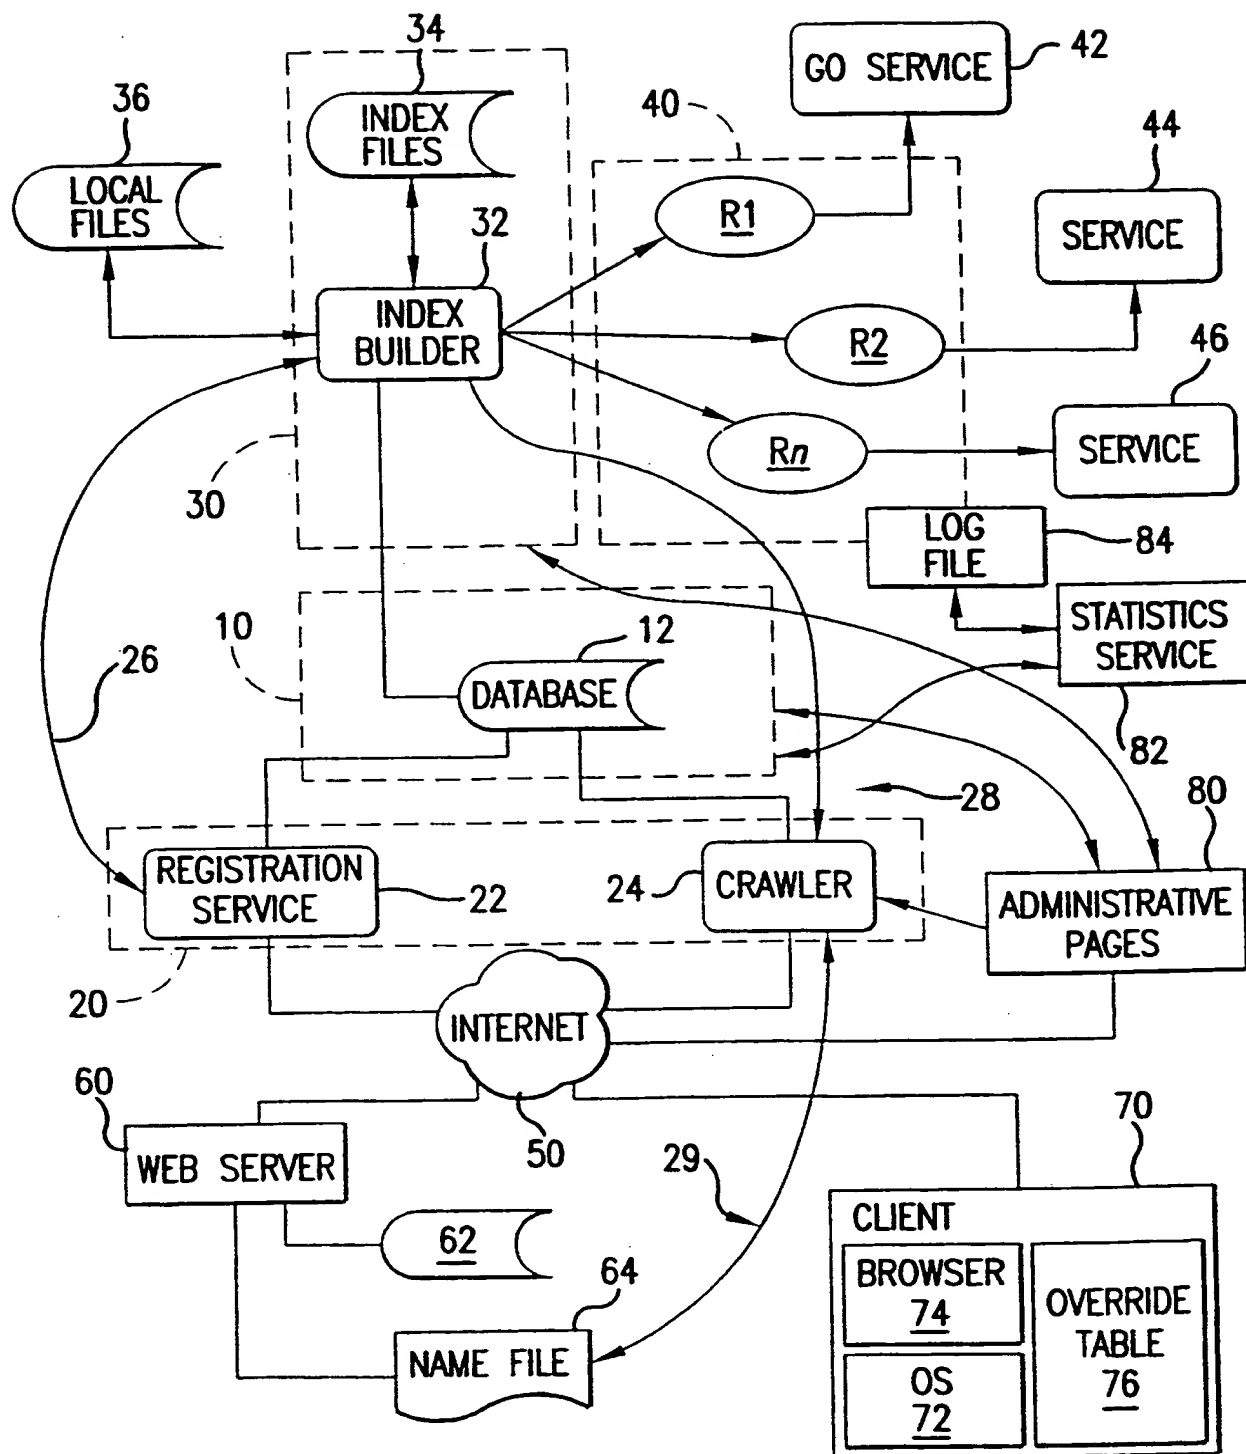 34
GO SERVICE
42
36
INDEX
FILES
40
44
LOCAL
FILES
R1
SERVICE
32
INDEX
BUILDER
R2
46
Rn
SERVICE
30
LOG
FILE
84
10
12
STATISTICS
SERVICE
26
DATABASE
82
28
80
REGISTRATION
SERVICE
22
24
CRAWLER
ADMINISTRATIVE
PAGES
20
INTERNET
60
50
70
WEB SERVER
29
CLIENT
62
BROWSER
74
OVERRIDE
TABLE
76
64
NAME FILE
OS
72